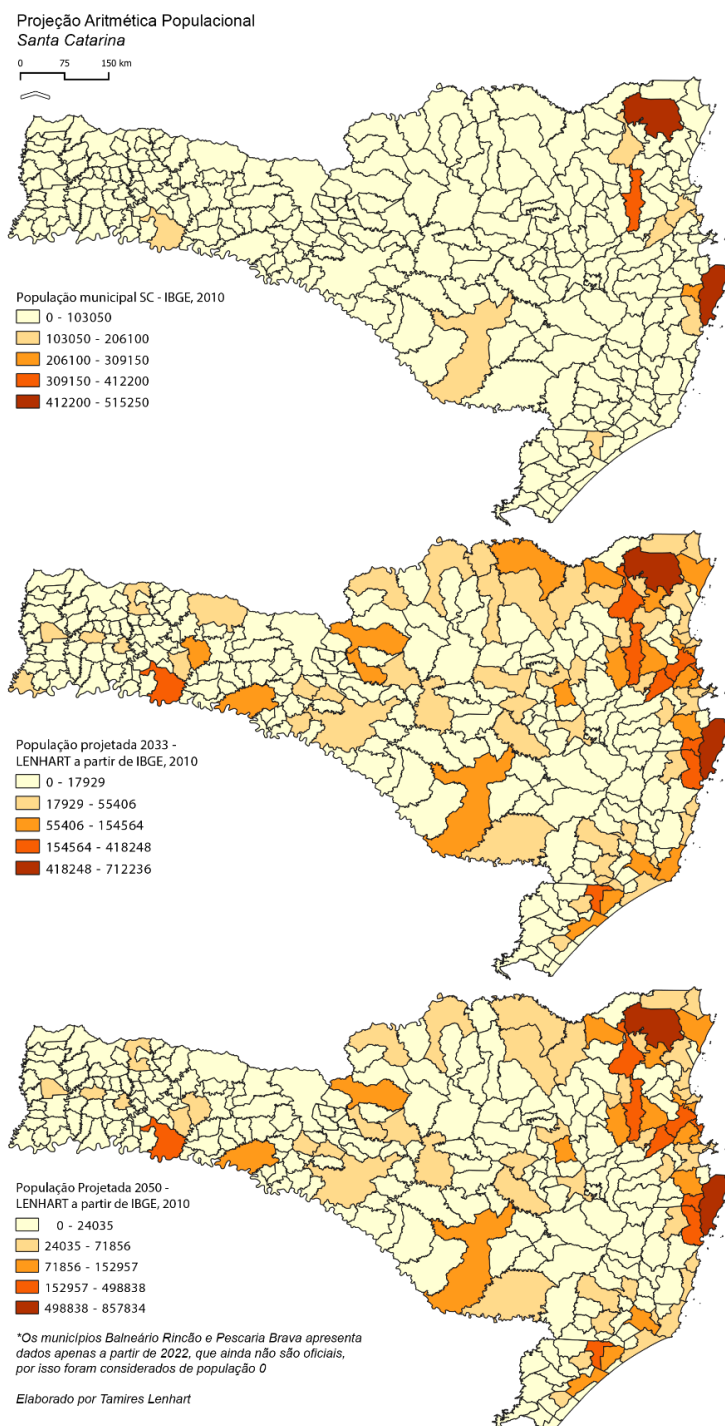 Projeção Aritmética Populacional
Santa Catarina
0 75 150 km
População municipal SC - IBGE, 2010
0 - 103050
103050 - 206100
206100 - 309150
309150 - 412200
412200 - 515250
População projetada 2033 -
LENHART a partir de IBGE, 2010
0 - 17929
17929 - 55406
55406 - 154564
154564 - 418248
418248 - 712236
População Projetada 2050 -
LENHART a partir de IBGE, 2010
0 - 24035
24035 - 71856
71856 - 152957
152957 - 498838
498838 - 857834
*Os municípios Balneário Rincão e Pescaria Brava apresenta
dados apenas a partir de 2022, que ainda não são oficiais,
por isso foram considerados de população 0
Elaborado por Tamires Lenhart